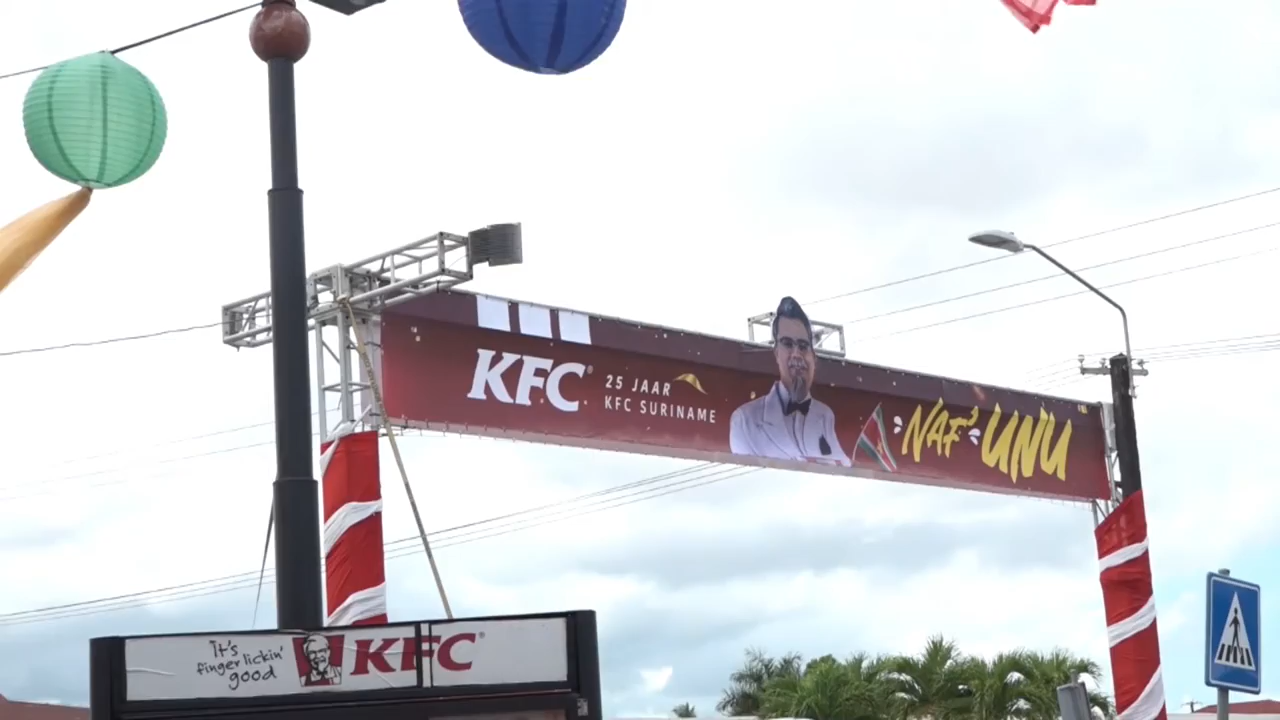 KFC®
25 JAAR
KFC SURINAME
NAF' UNU
It's
finger lickin'
good
KFC®